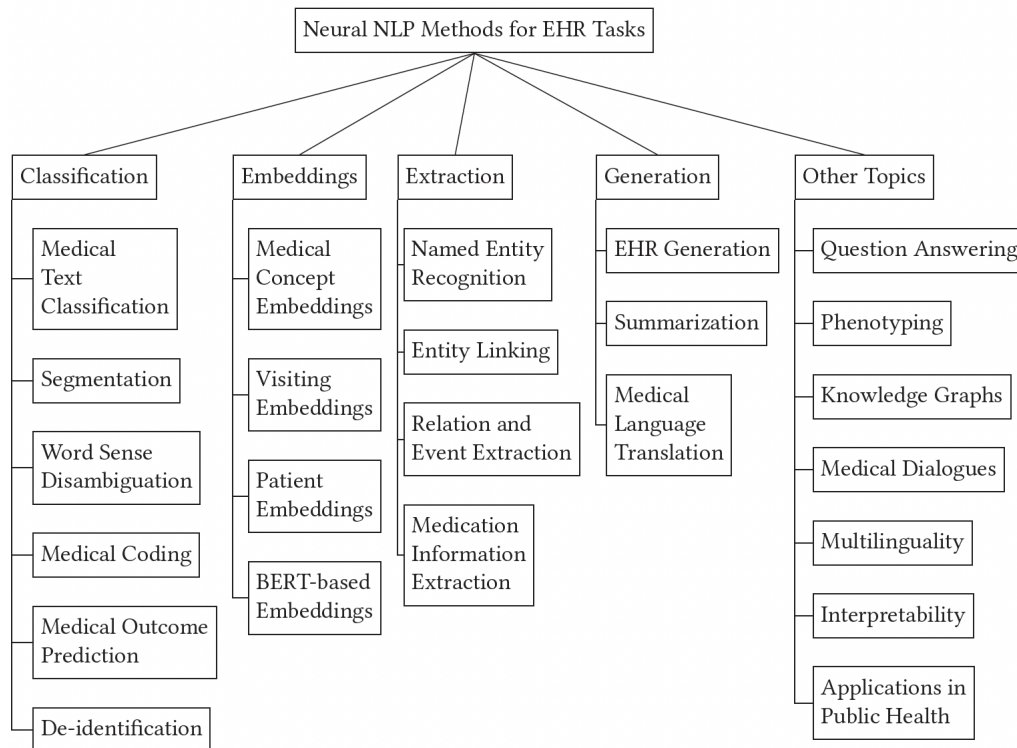 Neural NLP Methods for EHR Tasks
Classification
Medical
Text
Classification
Segmentation
Word Sense
Disambiguation
Medical Coding
Medical Outcome
Prediction
De-identification
Embeddings
Medical
Concept
Embeddings
Visiting
Embeddings
Patient
Embeddings
BERT-based
Embeddings
Extraction
Named Entity
Recognition
Entity Linking
Relation and
Event Extraction
Medication
Information
Extraction
Generation
EHR Generation
Summarization
Medical
Language
Translation
Other Topics
Question Answering
Phenotyping
Knowledge Graphs
Medical Dialogues
Multilinguality
Interpretability
Applications in
Public Health